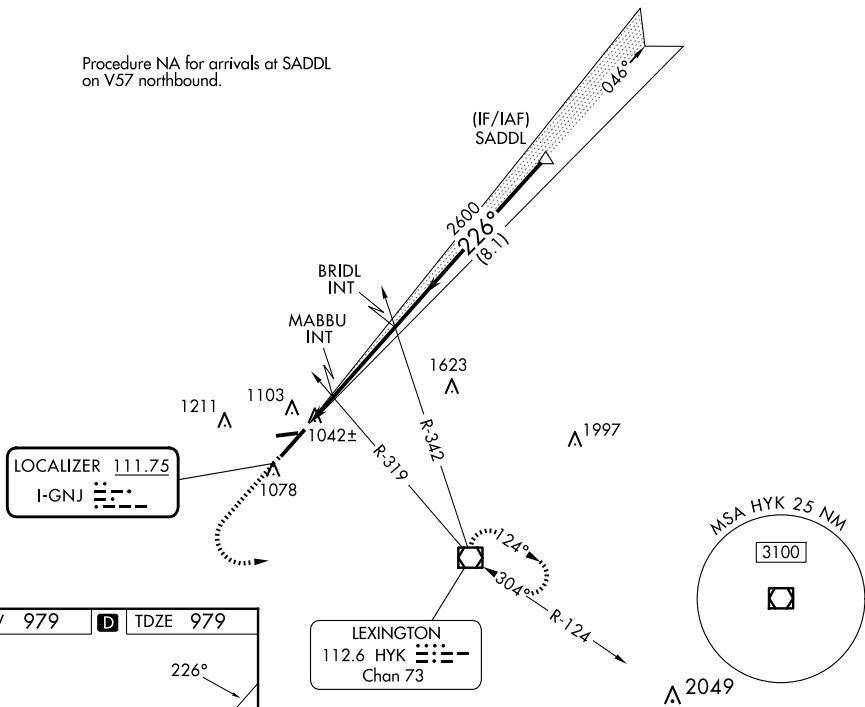 Procedure NA for arrivals at SADDL
on V57 northbound.
046°
(IF/IAF)
SADDL
2600
226°
(8.1)
BRIDL
INT
MABBU
INT
1623
1211
1103
1042±
1997
R-342
R-319
LOCALIZER 111.75
I-GNJ
1078
MSA HYK 25 NM
3100
124°
304°
R-124
LEXINGTON
112.6 HYK
Chan 73
979 D TDZE 979
226°
2049